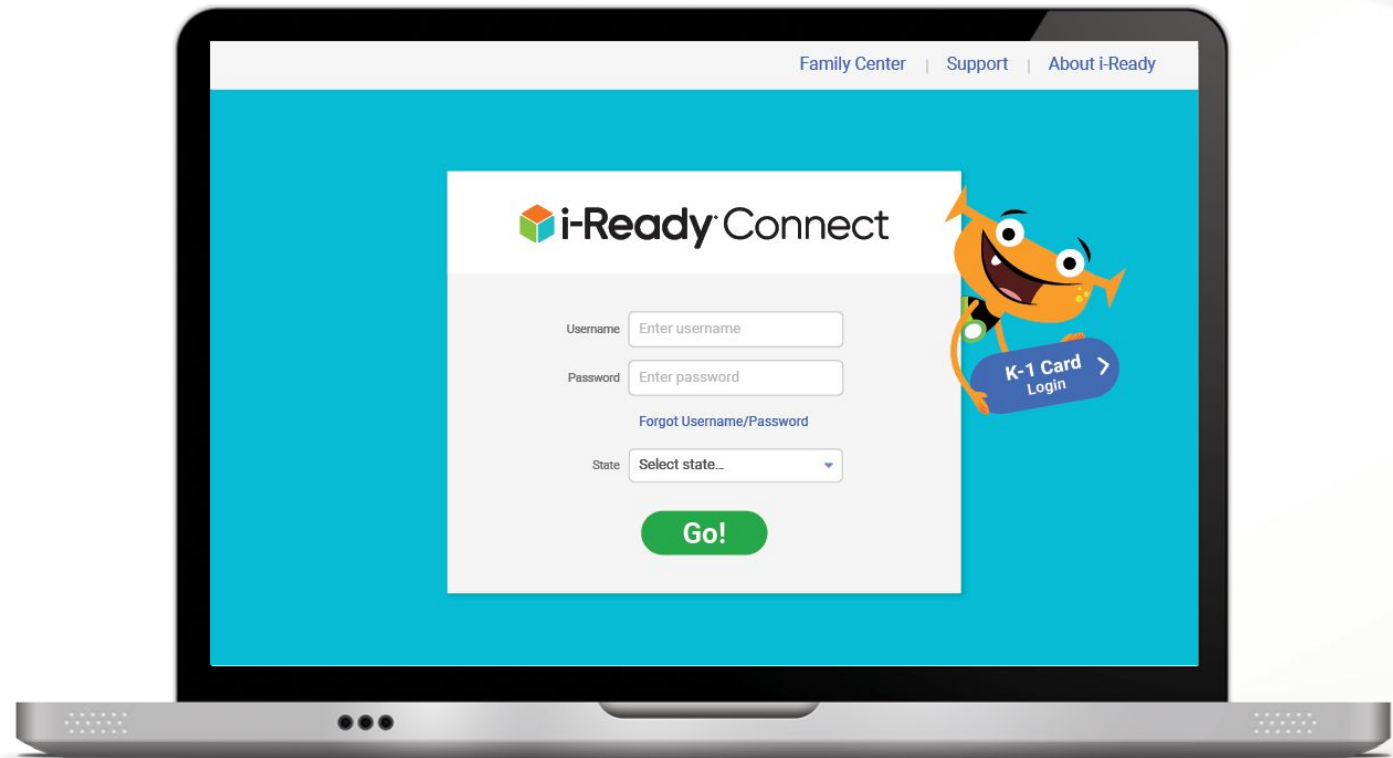 Family Center | Support | About i-Ready
i-Ready Connect
Username Enter username
Password Enter password
Forgot Username/Password
State Select state...
Go!
K-1 Card
Login